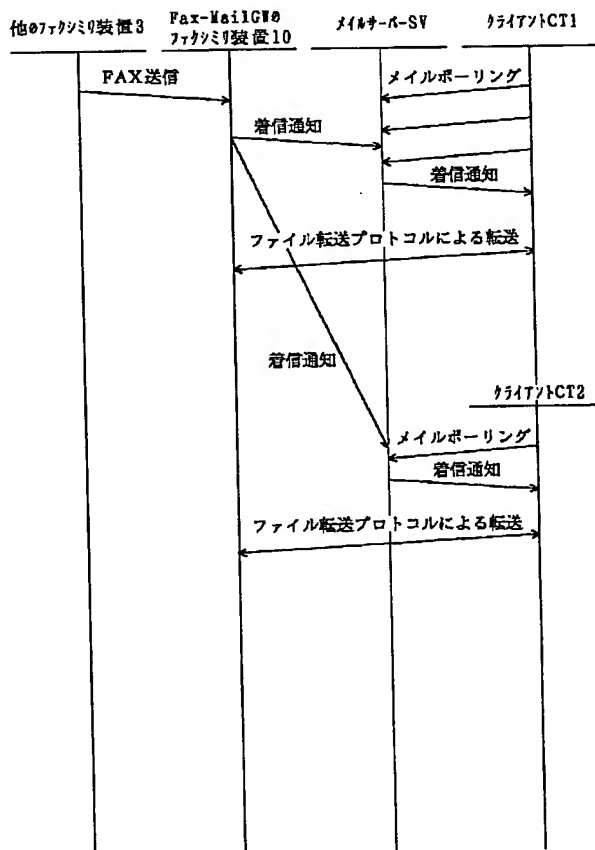 他のファクシミリ装置3
Fax-MailGWの
ファクシミリ装置10
メイルサーバーSV
クライアントCT1
FAX送信
メイルポーリング
着信通知
着信通知
ファイル転送プロトコルによる転送
着信通知
クライアントCT2
メイルポーリング
着信通知
ファイル転送プロトコルによる転送